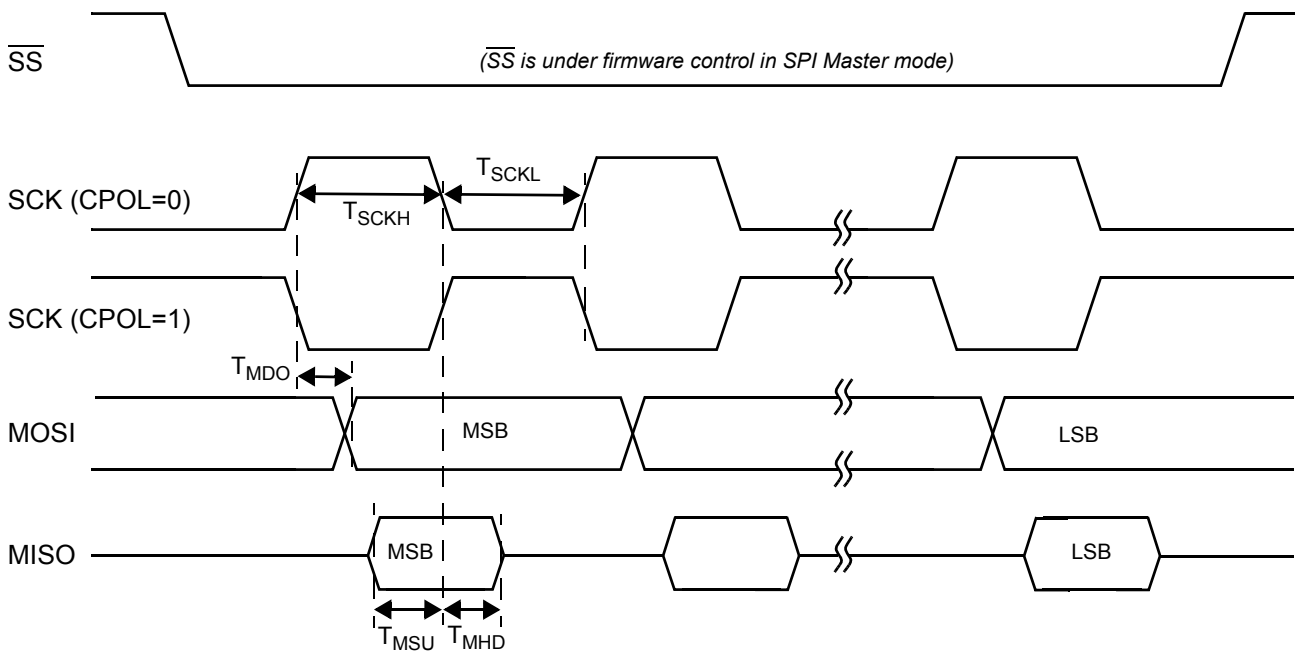 SS
(SS is under firmware control in SPI Master mode)
SCK (CPOL=0)
TSCKH
TSCKL
SCK (CPOL=1)
TMDO
MOSI
MSB
LSB
MISO
MSB
LSB
TMSU
TMHD